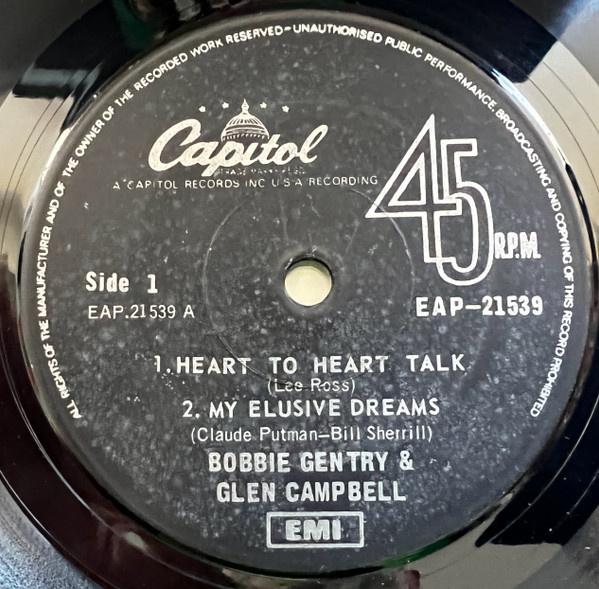 ALL RIGHTS OF THE MANUFACTURER AND OF THE OWNER OF THE RECORDED WORK RESERVED–UNAUTHORISED PUBLIC PERFORMANCE, BROADCASTING AND COPYING OF THIS RECORD PROHIBITED
Capitol
A CAPITOL RECORDS INC U S A RECORDING
45 R.P.M.
Side 1
EAP.21539 A
EAP–21539
1. HEART TO HEART TALK
(Lee Ross)
2. MY ELUSIVE DREAMS
(Claude Putman–Bill Sherrill)
BOBBIE GENTRY &
GLEN CAMPBELL
EMI